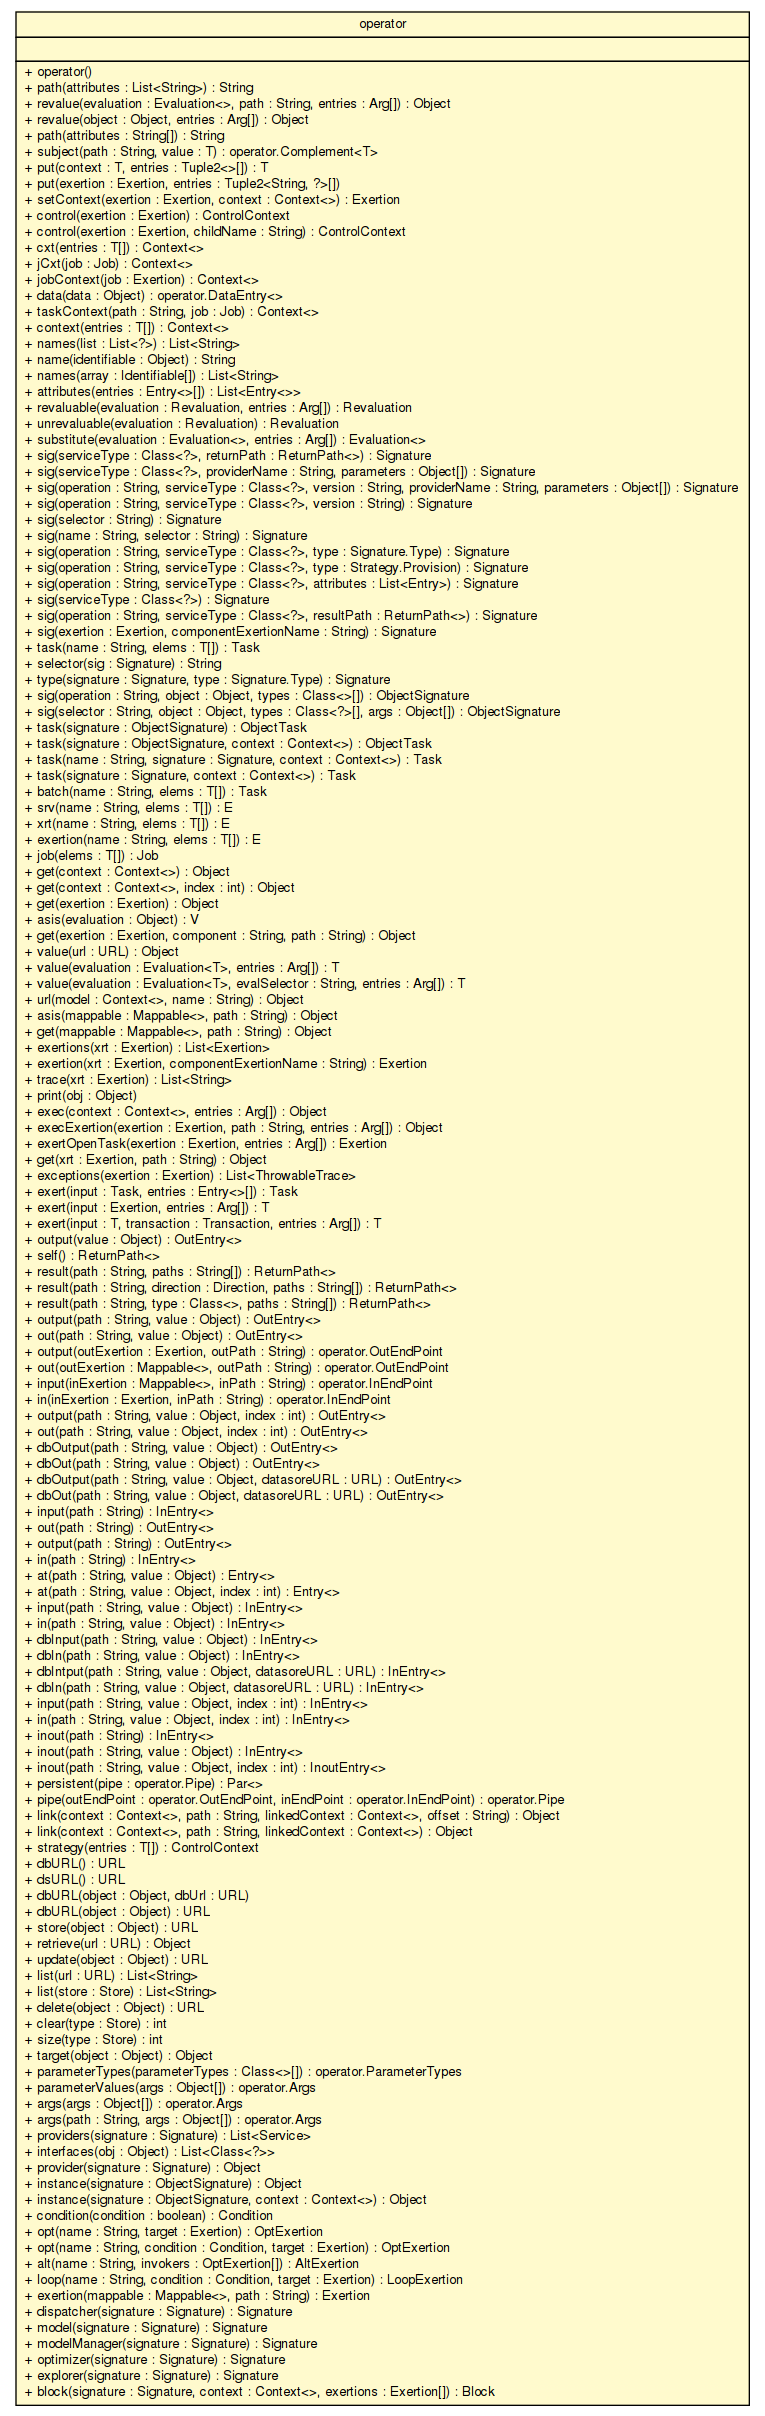 operator
+ operator()
+ path(attributes : List<String>) : String
+ revalue(evaluation : Evaluation<>, path : String, entries : Arg[]) : Object
+ revalue(object : Object, entries : Arg[]) : Object
+ path(attributes : String[]) : String
+ subject(path : String, value : T) : operator.Complement<T>
+ put(context : T, entries : Tuple2<>[]) : T
+ put(exertion : Exertion, entries : Tuple2<String, ?>[])
+ setContext(exertion : Exertion, context : Context<>) : Exertion
+ control(exertion : Exertion) : ControlContext
+ control(exertion : Exertion, childName : String) : ControlContext
+ cxt(entries : T[]) : Context<>
+ jCxt(job : Job) : Context<>
+ jobContext(job : Exertion) : Context<>
+ data(data : Object) : operator.DataEntry<>
+ taskContext(path : String, job : Job) : Context<>
+ context(entries : T[]) : Context<>
+ names(list : List<?>) : List<String>
+ name(identifiable : Object) : String
+ names(array : Identifiable[]) : List<String>
+ attributes(entries : Entry<>[]) : List<Entry<>>
+ revaluable(evaluation : Revaluation, entries : Arg[]) : Revaluation
+ unrevaluable(evaluation : Revaluation) : Revaluation
+ substitute(evaluation : Evaluation<>, entries : Arg[]) : Evaluation<>
+ sig(serviceType : Class<?>, returnPath : ReturnPath<>) : Signature
+ sig(serviceType : Class<?>, providerName : String, parameters : Object[]) : Signature
+ sig(operation : String, serviceType : Class<?>, version : String, providerName : String, parameters : Object[]) : Signature
+ sig(operation : String, serviceType : Class<?>, version : String) : Signature
+ sig(selector : String) : Signature
+ sig(name : String, selector : String) : Signature
+ sig(operation : String, serviceType : Class<?>, type : Signature.Type) : Signature
+ sig(operation : String, serviceType : Class<?>, type : Strategy.Provision) : Signature
+ sig(operation : String, serviceType : Class<?>, attributes : List<Entry>) : Signature
+ sig(serviceType : Class<?>) : Signature
+ sig(operation : String, serviceType : Class<?>, resultPath : ReturnPath<>) : Signature
+ sig(exertion : Exertion, componentExertionName : String) : Signature
+ task(name : String, elems : T[]) : Task
+ selector(sig : Signature) : String
+ type(signature : Signature, type : Signature.Type) : Signature
+ sig(operation : String, object : Object, types : Class<>[]) : ObjectSignature
+ sig(selector : String, object : Object, types : Class<?>[], args : Object[]) : ObjectSignature
+ task(signature : ObjectSignature) : ObjectTask
+ task(signature : ObjectSignature, context : Context<>) : ObjectTask
+ task(name : String, signature : Signature, context : Context<>) : Task
+ task(signature : Signature, context : Context<>) : Task
+ batch(name : String, elems : T[]) : Task
+ srv(name : String, elems : T[]) : E
+ xrt(name : String, elems : T[]) : E
+ exertion(name : String, elems : T[]) : E
+ job(elems : T[]) : Job
+ get(context : Context<>) : Object
+ get(context : Context<>, index : int) : Object
+ get(exertion : Exertion) : Object
+ asis(evaluation : Object) : V
+ get(exertion : Exertion, component : String, path : String) : Object
+ value(url : URL) : Object
+ value(evaluation : Evaluation<T>, entries : Arg[]) : T
+ value(evaluation : Evaluation<T>, evalSelector : String, entries : Arg[]) : T
+ url(model : Context<>, name : String) : Object
+ asis(mappable : Mappable<>, path : String) : Object
+ get(mappable : Mappable<>, path : String) : Object
+ exertions(xrt : Exertion) : List<Exertion>
+ exertion(xrt : Exertion, componentExertionName : String) : Exertion
+ trace(xrt : Exertion) : List<String>
+ print(obj : Object)
+ exec(context : Context<>, entries : Arg[]) : Object
+ execExertion(exertion : Exertion, path : String, entries : Arg[]) : Object
+ exertOpenTask(exertion : Exertion, entries : Arg[]) : Exertion
+ get(xrt : Exertion, path : String) : Object
+ exceptions(exertion : Exertion) : List<ThrowableTrace>
+ exert(input : Task, entries : Entry<>[]) : Task
+ exert(input : Exertion, entries : Arg[]) : T
+ exert(input : T, transaction : Transaction, entries : Arg[]) : T
+ output(value : Object) : OutEntry<>
+ self() : ReturnPath<>
+ result(path : String, paths : String[]) : ReturnPath<>
+ result(path : String, direction : Direction, paths : String[]) : ReturnPath<>
+ result(path : String, type : Class<>, paths : String[]) : ReturnPath<>
+ output(path : String, value : Object) : OutEntry<>
+ out(path : String, value : Object) : OutEntry<>
+ output(outExertion : Exertion, outPath : String) : operator.OutEndPoint
+ out(outExertion : Mappable<>, outPath : String) : operator.OutEndPoint
+ input(inExertion : Mappable<>, inPath : String) : operator.InEndPoint
+ in(inExertion : Exertion, inPath : String) : operator.InEndPoint
+ output(path : String, value : Object, index : int) : OutEntry<>
+ out(path : String, value : Object, index : int) : OutEntry<>
+ dbOutput(path : String, value : Object) : OutEntry<>
+ dbOut(path : String, value : Object) : OutEntry<>
+ dbOutput(path : String, value : Object, datasoreURL : URL) : OutEntry<>
+ dbOut(path : String, value : Object, datasoreURL : URL) : OutEntry<>
+ input(path : String) : InEntry<>
+ out(path : String) : OutEntry<>
+ output(path : String) : OutEntry<>
+ in(path : String) : InEntry<>
+ at(path : String, value : Object) : Entry<>
+ at(path : String, value : Object, index : int) : Entry<>
+ input(path : String, value : Object) : InEntry<>
+ in(path : String, value : Object) : InEntry<>
+ dbInput(path : String, value : Object) : InEntry<>
+ dbIn(path : String, value : Object) : InEntry<>
+ dbIntput(path : String, value : Object, datasoreURL : URL) : InEntry<>
+ dbIn(path : String, value : Object, datasoreURL : URL) : InEntry<>
+ input(path : String, value : Object, index : int) : InEntry<>
+ in(path : String, value : Object, index : int) : InEntry<>
+ inout(path : String) : InEntry<>
+ inout(path : String, value : Object) : InEntry<>
+ inout(path : String, value : Object, index : int) : InoutEntry<>
+ persistent(pipe : operator.Pipe) : Par<>
+ pipe(outEndPoint : operator.OutEndPoint, inEndPoint : operator.InEndPoint) : operator.Pipe
+ link(context : Context<>, path : String, linkedContext : Context<>, offset : String) : Object
+ link(context : Context<>, path : String, linkedContext : Context<>) : Object
+ strategy(entries : T[]) : ControlContext
+ dbURL() : URL
+ dsURL() : URL
+ dbURL(object : Object, dbUrl : URL)
+ dbURL(object : Object) : URL
+ store(object : Object) : URL
+ retrieve(url : URL) : Object
+ update(object : Object) : URL
+ list(url : URL) : List<String>
+ list(store : Store) : List<String>
+ delete(object : Object) : URL
+ clear(type : Store) : int
+ size(type : Store) : int
+ target(object : Object) : Object
+ parameterTypes(parameterTypes : Class<>[]) : operator.ParameterTypes
+ parameterValues(args : Object[]) : operator.Args
+ args(args : Object[]) : operator.Args
+ args(path : String, args : Object[]) : operator.Args
+ providers(signature : Signature) : List<Service>
+ interfaces(obj : Object) : List<Class<?>>
+ provider(signature : Signature) : Object
+ instance(signature : ObjectSignature) : Object
+ instance(signature : ObjectSignature, context : Context<>) : Object
+ condition(condition : boolean) : Condition
+ opt(name : String, target : Exertion) : OptExertion
+ opt(name : String, condition : Condition, target : Exertion) : OptExertion
+ alt(name : String, invokers : OptExertion[]) : AltExertion
+ loop(name : String, condition : Condition, target : Exertion) : LoopExertion
+ exertion(mappable : Mappable<>, path : String) : Exertion
+ dispatcher(signature : Signature) : Signature
+ model(signature : Signature) : Signature
+ modelManager(signature : Signature) : Signature
+ optimizer(signature : Signature) : Signature
+ explorer(signature : Signature) : Signature
+ block(signature : Signature, context : Context<>, exertions : Exertion[]) : Block